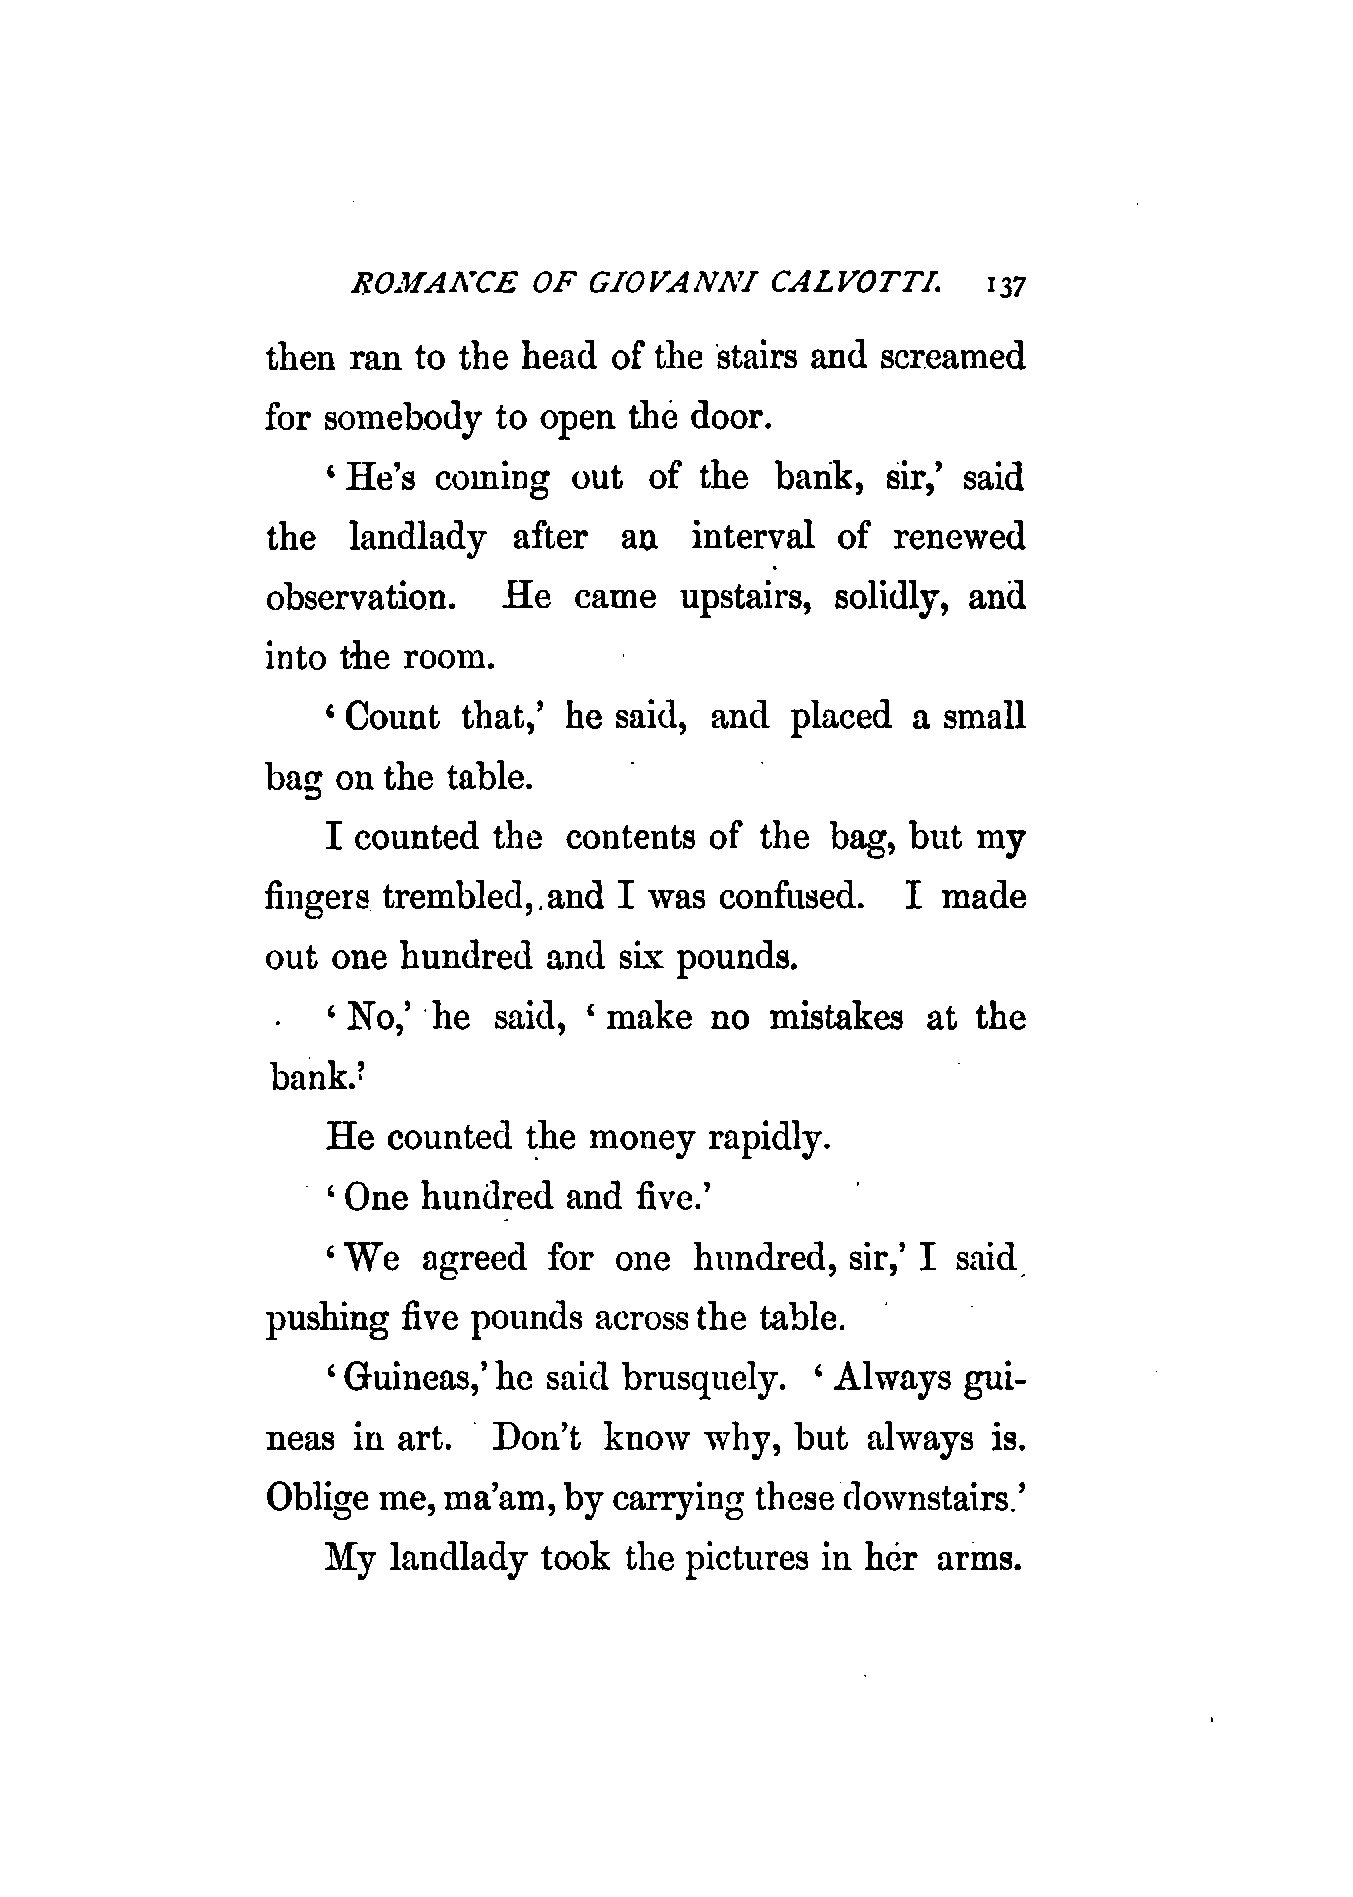 ROMANCE OF GIOVANNI CALVOTTI. 137
then ran to the head of the stairs and screamed
for somebody to open the door.
‘ He’s coming out of the bank, sir,’ said
the landlady after an interval of renewed
observation. He came upstairs, solidly, and
into the room.
‘ Count that,’ he said, and placed a small
bag on the table.
I counted the contents of the bag, but my
fingers trembled, and I was confused. I made
out one hundred and six pounds.
‘ No,’ he said, ‘ make no mistakes at the
bank.’
He counted the money rapidly.
‘ One hundred and five.’
‘ We agreed for one hundred, sir,’ I said,
pushing five pounds across the table.
‘ Guineas,’ he said brusquely. ‘ Always gui-
neas in art. Don’t know why, but always is.
Oblige me, ma’am, by carrying these downstairs.’
My landlady took the pictures in her arms.